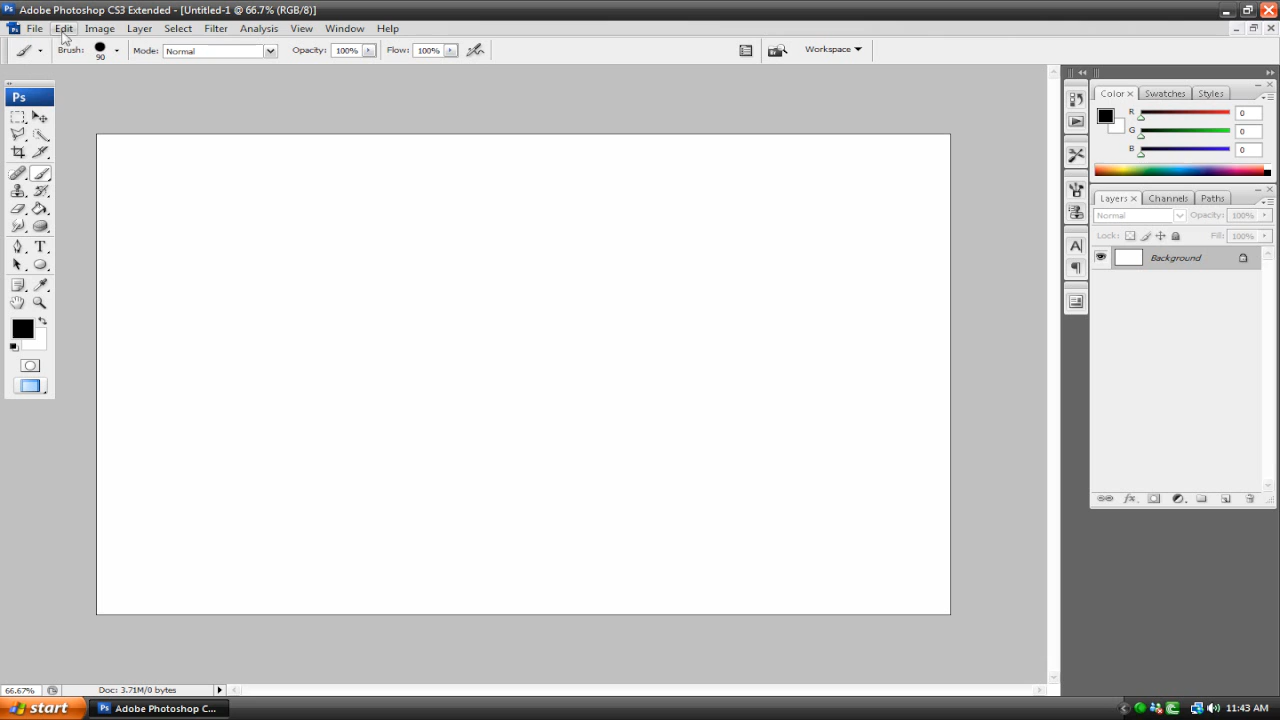 Ps Adobe Photoshop CS3 Extended - [Untitled-1 @ 66.7% (RGB/8)]
File Edit Image Layer Select Filter Analysis View Window Help
Brush: 90 Mode: Normal Opacity: 100% Flow: 100% Workspace
Ps
Color Swatches Styles
R 0
G 0
B 0
Layers Channels Paths
Normal Opacity: 100%
Lock: Fill: 100%
Background
66.67% Doc: 3.71M/0 bytes
start Ps Adobe Photoshop C... 11:43 AM